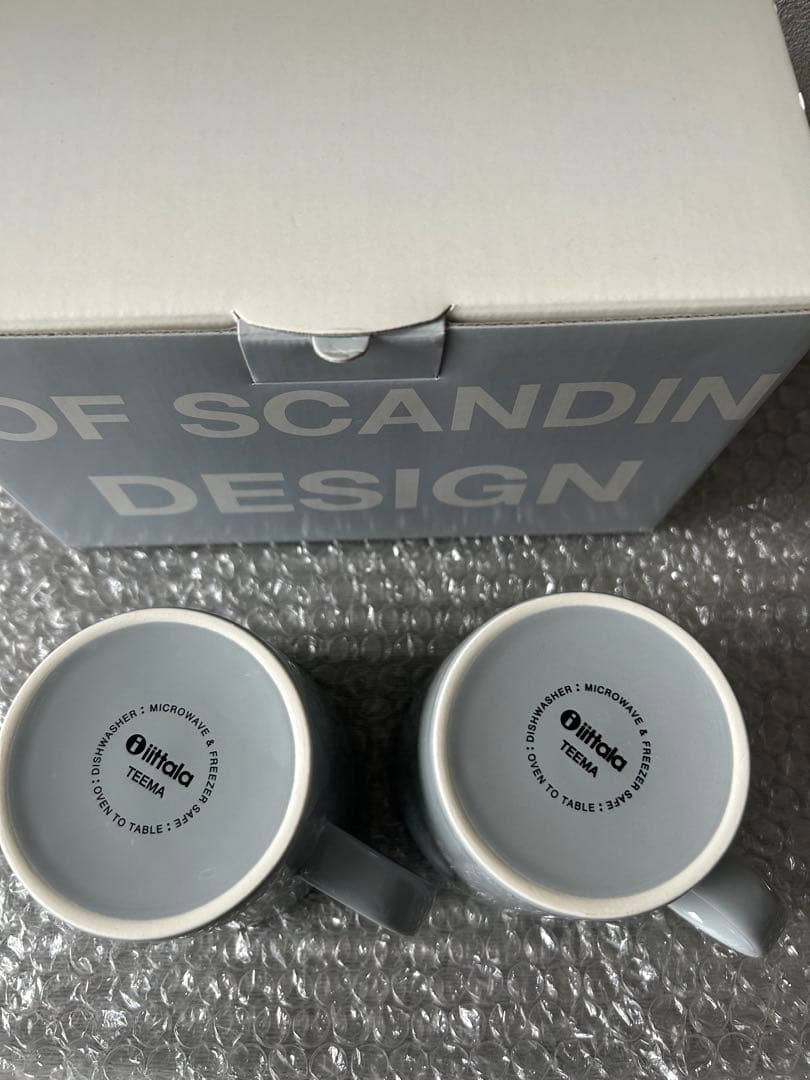 OF SCANDIN
DESIGN
DISHWASHER : MICROWAVE & FREEZER SAFE : OVEN TO TABLE :
iittala
TEEMA
DISHWASHER : MICROWAVE & FREEZER SAFE : OVEN TO TABLE :
iittala
TEEMA